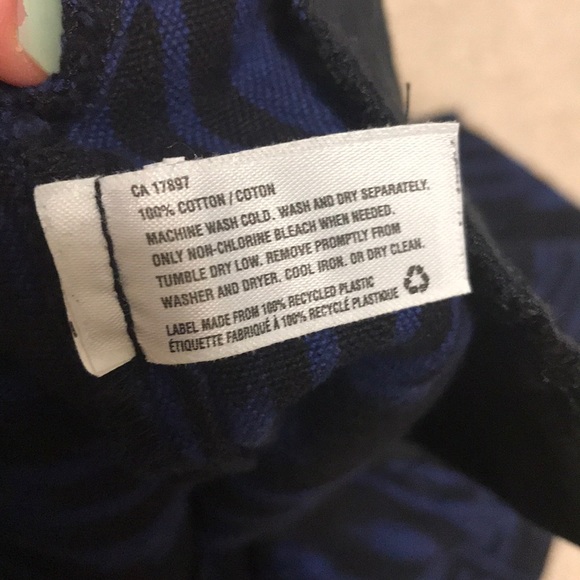 CA 17897
100% COTTON / COTON
MACHINE WASH COLD. WASH AND DRY SEPARATELY.
ONLY NON-CHLORINE BLEACH WHEN NEEDED.
TUMBLE DRY LOW. REMOVE PROMPTLY FROM
WASHER AND DRYER. COOL IRON. OR DRY CLEAN.
LABEL MADE FROM 100% RECYCLED PLASTIC
ÉTIQUETTE FABRIQUÉ À 100% RECYCLÉ PLASTIQUE